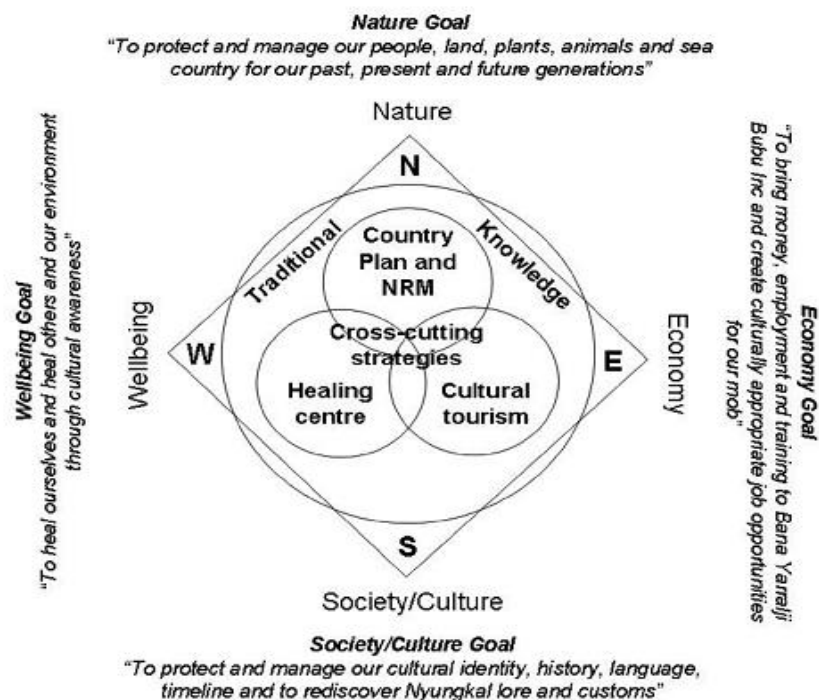 Nature Goal
“To protect and manage our people, land, plants, animals and sea
country for our past, present and future generations”
Nature
N
Traditional
Knowledge
Country
Plan and
NRM
Cross-cutting
strategies
Healing
centre
Cultural
tourism
W
E
S
Wellbeing
Wellbeing Goal
“To heal ourselves and heal others and our environment
through cultural awareness”
Economy
Economy Goal
“To bring money, employment and training to Bana Yarralji
Bubu Inc and create culturally appropriate job opportunities
for our mob”
Society/Culture
Society/Culture Goal
“To protect and manage our cultural identity, history, language,
timeline and to rediscover Nyungkal lore and customs”